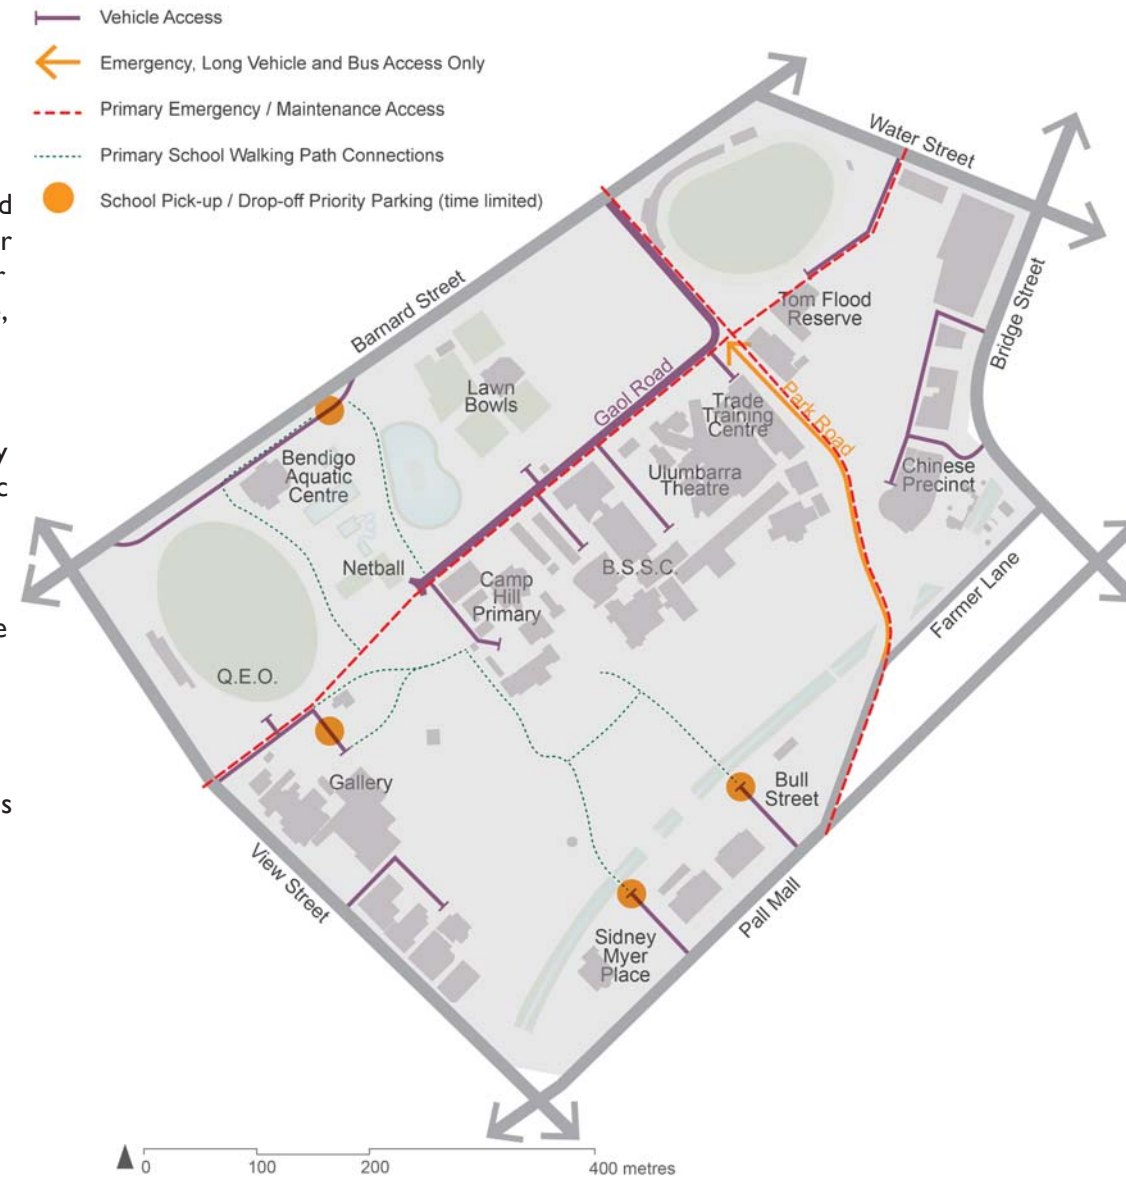 Vehicle Access
Emergency, Long Vehicle and Bus Access Only
Primary Emergency / Maintenance Access
Primary School Walking Path Connections
School Pick-up / Drop-off Priority Parking (time limited)
d
r
r
,
y
c
e
s
Water Street
Barnard Street
Bridge Street
Tom Flood
Reserve
Lawn
Bowls
Gaol Road
Park Road
Trade
Training
Centre
Bendigo
Aquatic
Centre
Ulumbarra
Theatre
Chinese
Precinct
Netball
B.S.S.C.
Camp
Hill
Primary
Farmer Lane
Q.E.O.
Gallery
Bull
Street
View Street
Pall Mall
Sidney
Myer
Place
0 100 200 400 metres